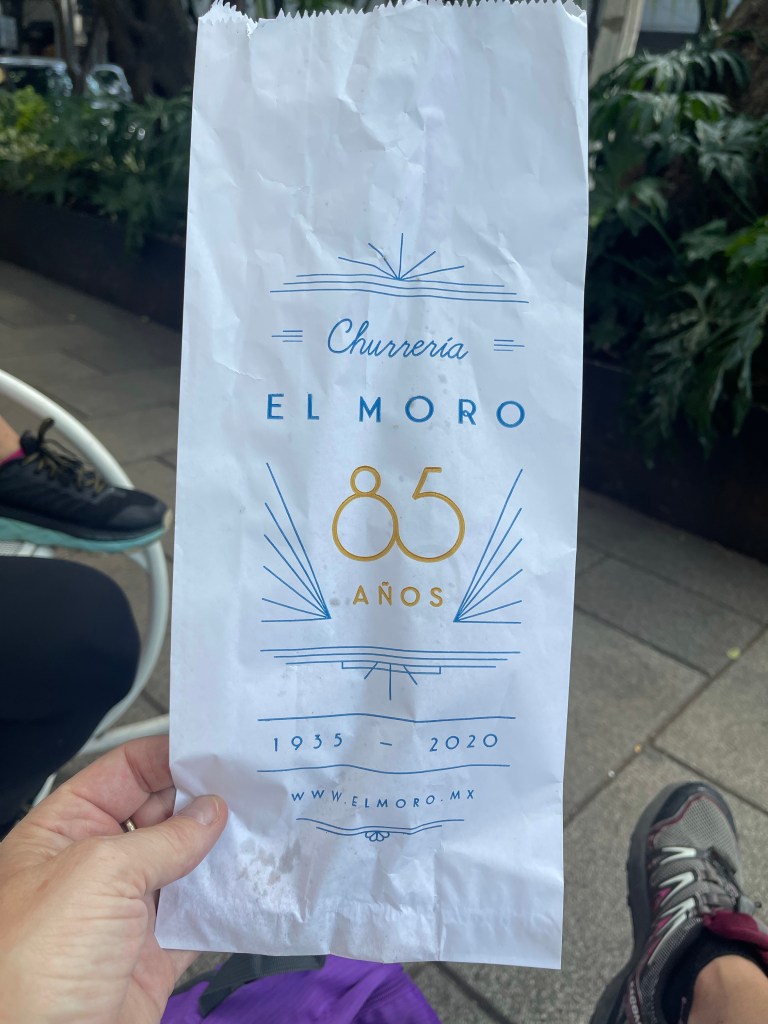 Churrería
EL MORO
85
AÑOS
1935 — 2020
WWW.ELMORO.MX